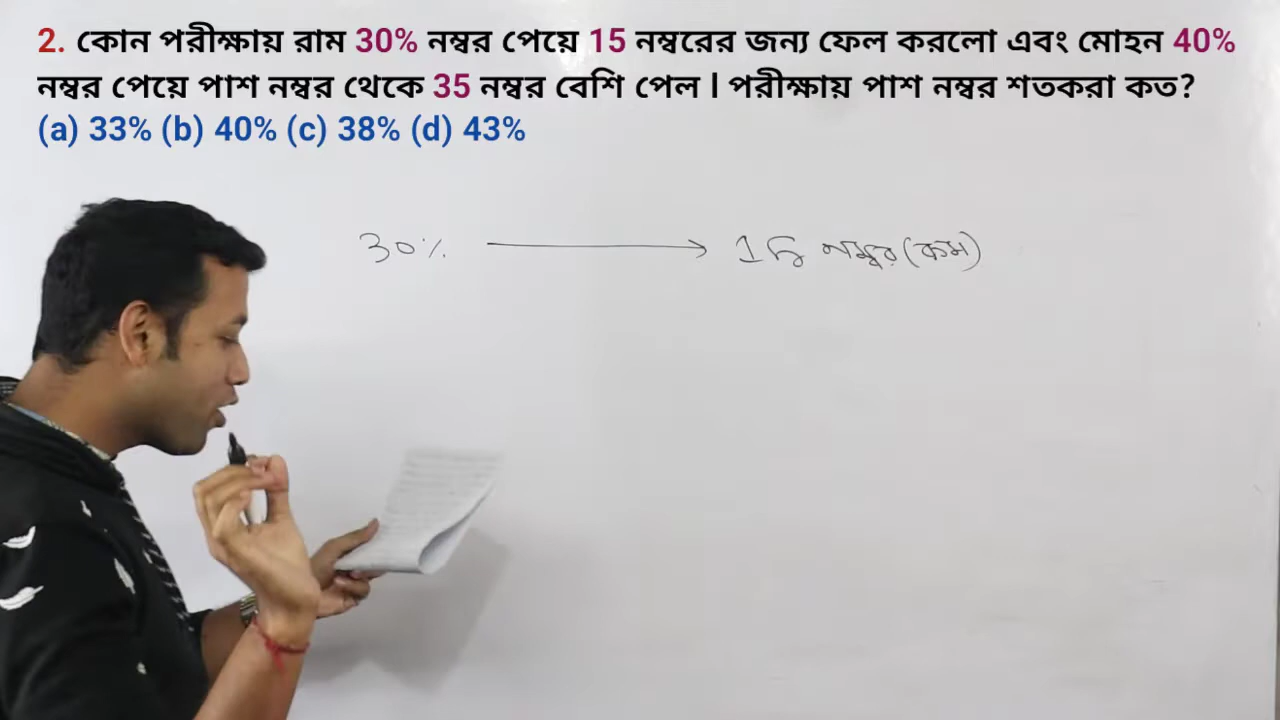 2. কোন পরীক্ষায় রাম 30% নম্বর পেয়ে 15 নম্বরের জন্য ফেল করলো এবং মোহন 40%
নম্বর পেয়ে পাশ নম্বর থেকে 35 নম্বর বেশি পেল l পরীক্ষায় পাশ নম্বর শতকরা কত?
(a) 33% (b) 40% (c) 38% (d) 43%
30% → 15 নম্বর (কম)